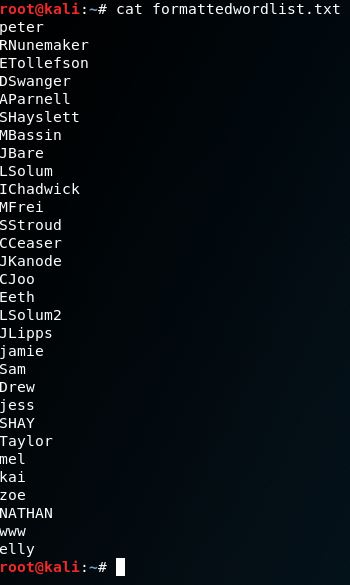 root@kali:~# cat formattedwordlist.txt
peter
RNunemaker
ETollefson
DSwanger
AParnell
SHayslett
MBassin
JBare
LSolum
IChadwick
MFrei
SStroud
CCeaser
JKanode
CJoo
Eeth
LSolum2
JLipps
jamie
Sam
Drew
jess
SHAY
Taylor
mel
kai
zoe
NATHAN
www
elly
root@kali:~#